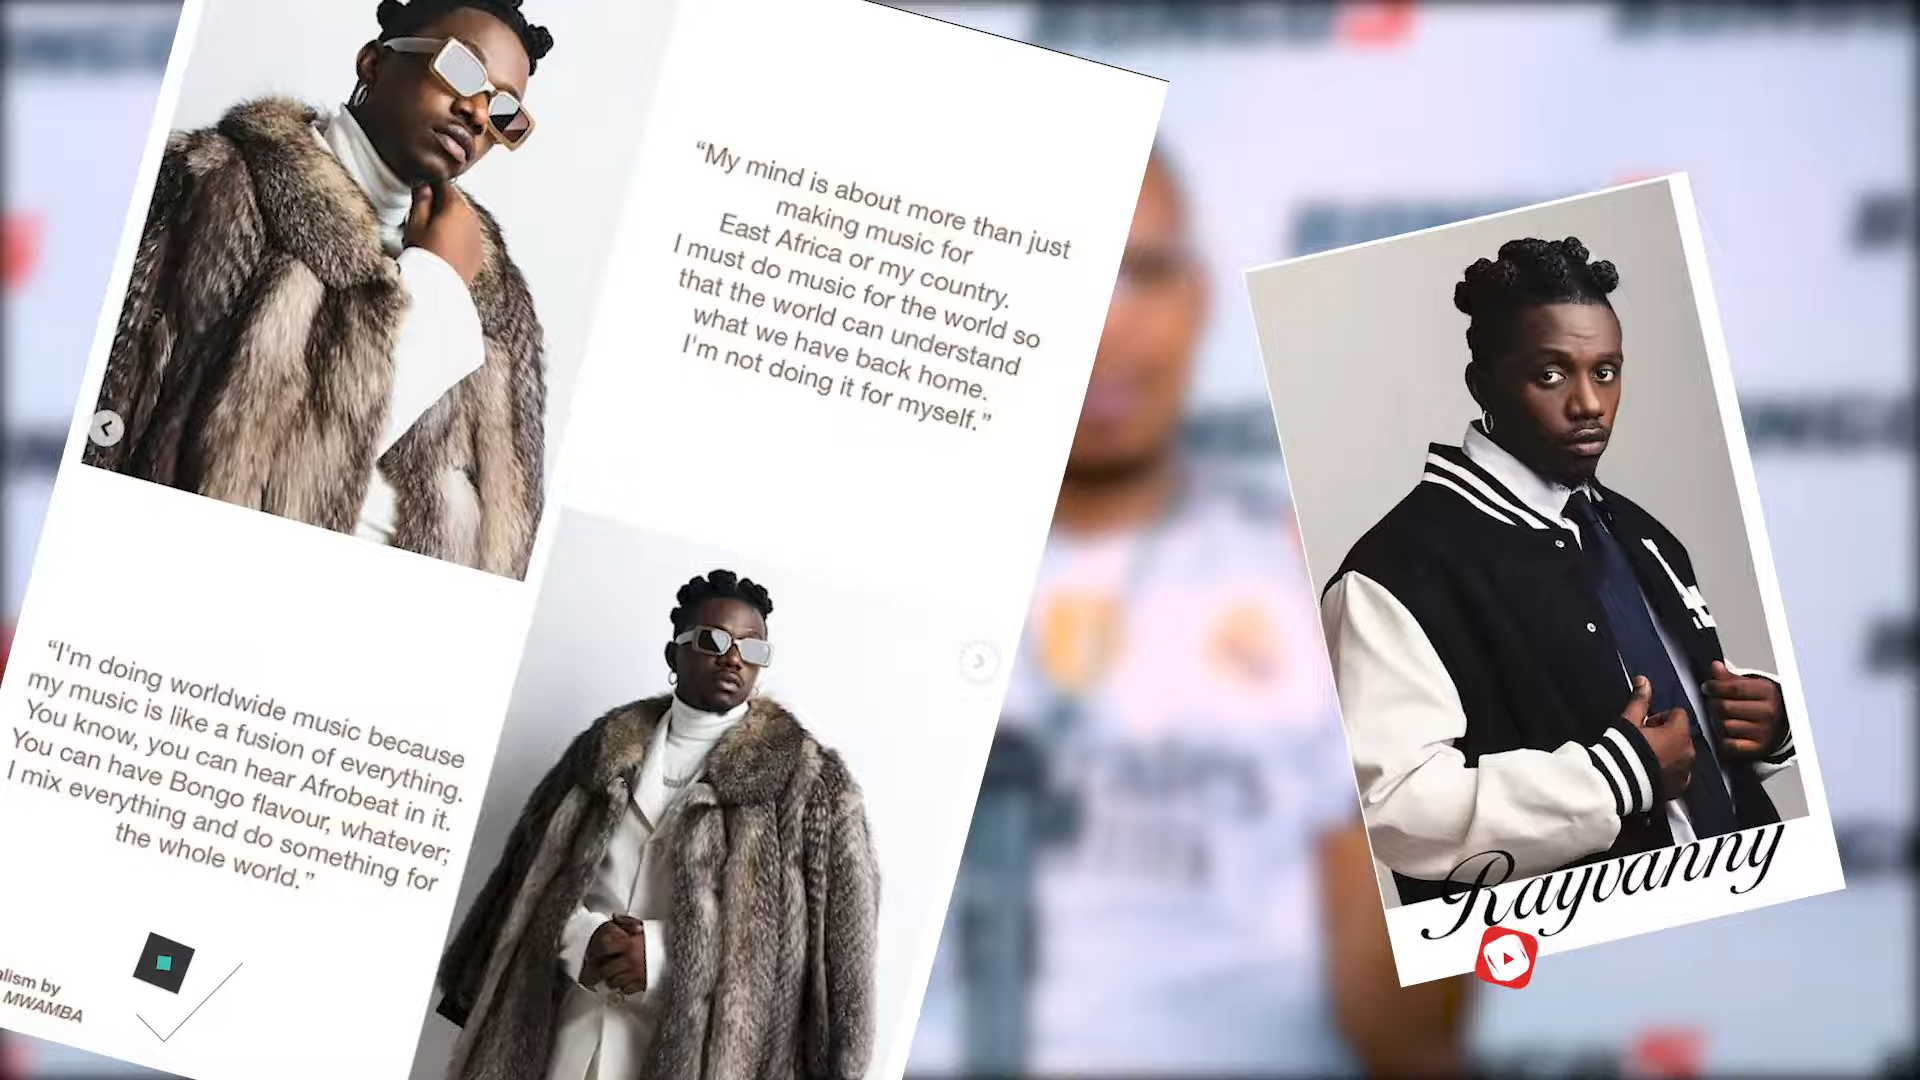 “My mind is about more than just
making music for
East Africa or my country.
I must do music for the world so
that the world can understand
what we have back home.
I'm not doing it for myself.”
“I'm doing worldwide music because
my music is like a fusion of everything.
You know, you can hear Afrobeat in it.
You can have Bongo flavour, whatever;
I mix everything and do something for
the whole world.”
alism by
MWAMBA
Rayvanny